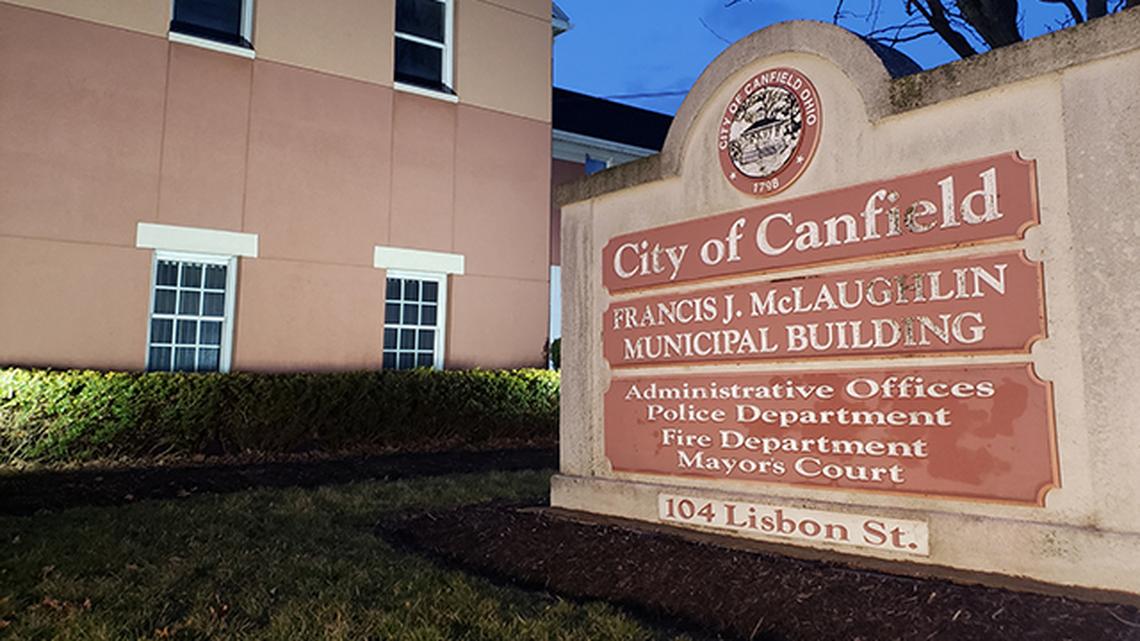 CITY OF CANFIELD OHIO
1798
City of Canfield
FRANCIS J. McLAUGHLIN
MUNICIPAL BUILDING
Administrative Offices
Police Department
Fire Department
Mayors Court
104 Lisbon St.